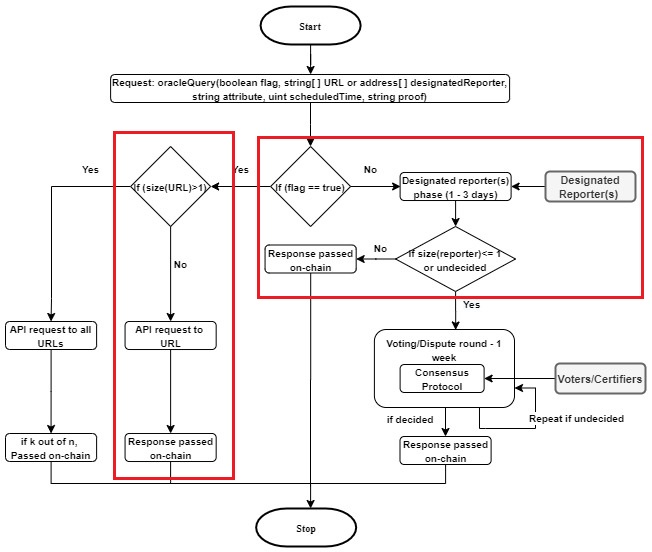 Start
Request: oracleQuery(boolean flag, string[ ] URL or address[ ] designatedReporter,
string attribute, uint scheduledTime, string proof)
Yes
If (size(URL)>1)
Yes
If (flag == true)
No
Designated reporter(s)
phase (1 - 3 days)
Designated
Reporter(s)
No
Response passed
on-chain
No
If size(reporter)<= 1
or undecided
Yes
API request to all
URLs
API request to
URL
Voting/Dispute round - 1
week
Consensus
Protocol
Voters/Certifiers
if decided
Repeat if undecided
if k out of n,
Passed on-chain
Response passed
on-chain
Response passed
on-chain
Stop